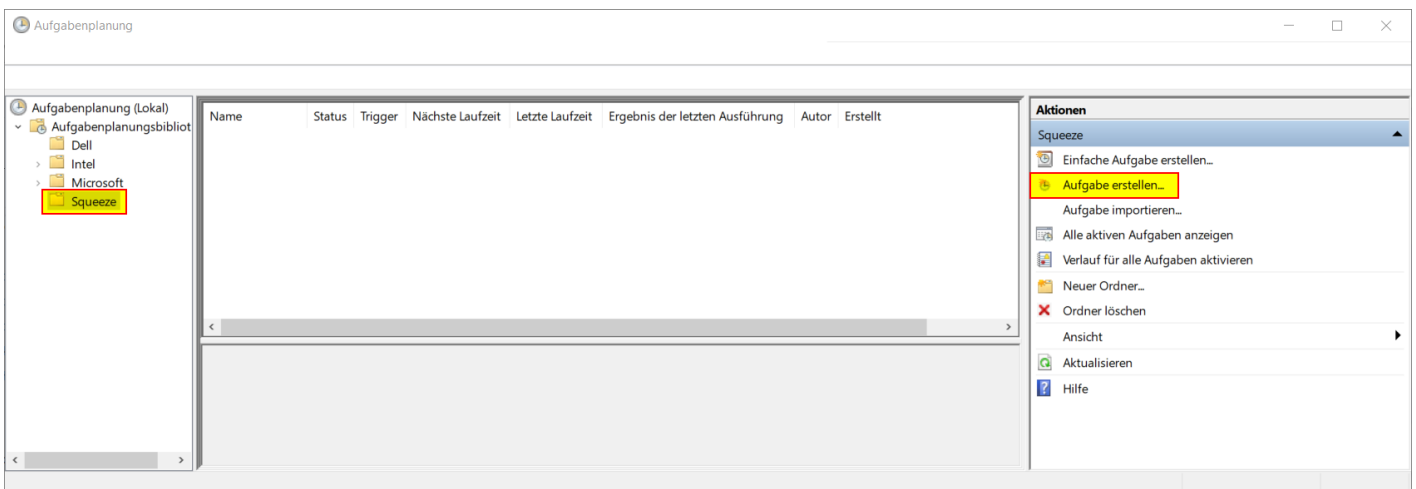 Aufgabenplanung
Aufgabenplanung (Lokal)
Aufgabenplanungsbibliot
Dell
Intel
Microsoft
Squeeze
Name Status Trigger Nächste Laufzeit Letzte Laufzeit Ergebnis der letzten Ausführung Autor Erstellt
Aktionen
Squeeze
Einfache Aufgabe erstellen...
Aufgabe erstellen...
Aufgabe importieren...
Alle aktiven Aufgaben anzeigen
Verlauf für alle Aufgaben aktivieren
Neuer Ordner...
Ordner löschen
Ansicht
Aktualisieren
Hilfe